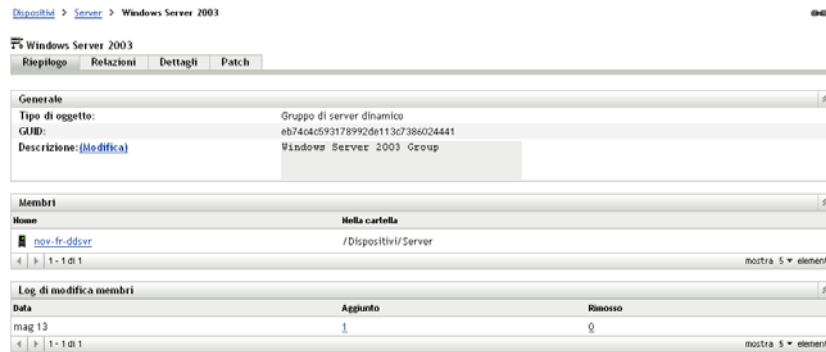 Dispositivi > Server > Windows Server 2003
Windows Server 2003
Riepilogo Relazioni Dettagli Patch
Generale
Tipo di oggetto: Gruppo di server dinamico
GUID: eb74c4c593178992de113c7386024441
Descrizione:(Modifica) Windows Server 2003 Group
Membri
Nome Nella cartella
nov-fr-ddsvr /Dispositivi/Server
1 - 1 di 1 mostra 5 element
Log di modifica membri
Data Aggiunto Rimosso
mag 13 1 0
1 - 1 di 1 mostra 5 element